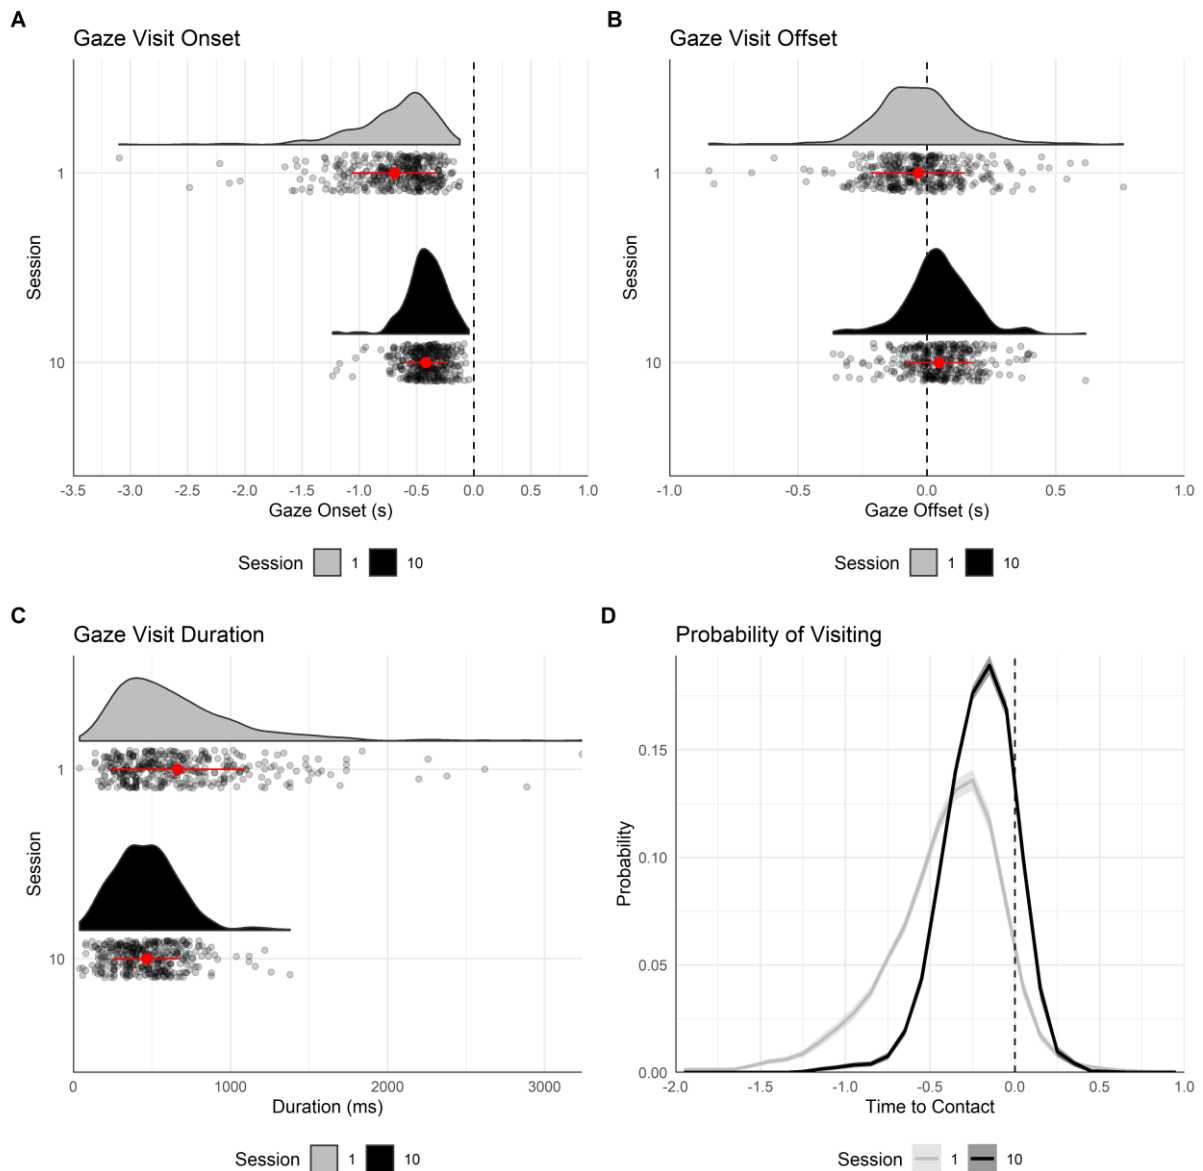 A
Gaze Visit Onset
Session
1
10
-3.5 -3.0 -2.5 -2.0 -1.5 -1.0 -0.5 0.0 0.5 1.0
Gaze Onset (s)
Session 1 10
B
Gaze Visit Offset
Session
1
10
-1.0 -0.5 0.0 0.5 1.0
Gaze Offset (s)
Session 1 10
C
Gaze Visit Duration
Session
1
10
0 1000 2000 3000
Duration (ms)
Session 1 10
D
Probability of Visiting
Probability
0.15
0.10
0.05
0.00
-2.0 -1.5 -1.0 -0.5 0.0 0.5 1.0
Time to Contact
Session 1 10